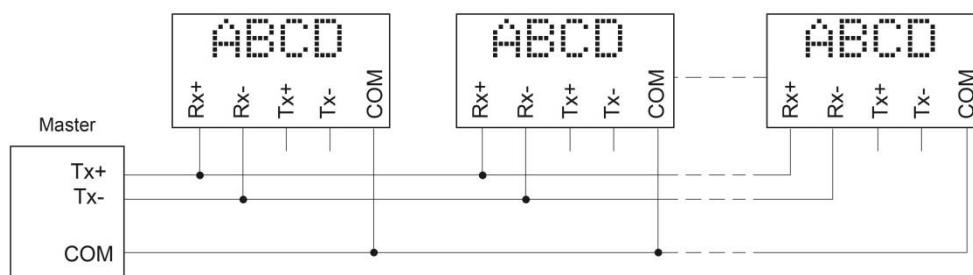 ABCD ABCD ABCD
Rx+ Rx- Tx+ Tx- COM Rx+ Rx- Tx+ Tx- COM Rx+ Rx- Tx+ Tx- COM
Master
Tx+
Tx-
COM